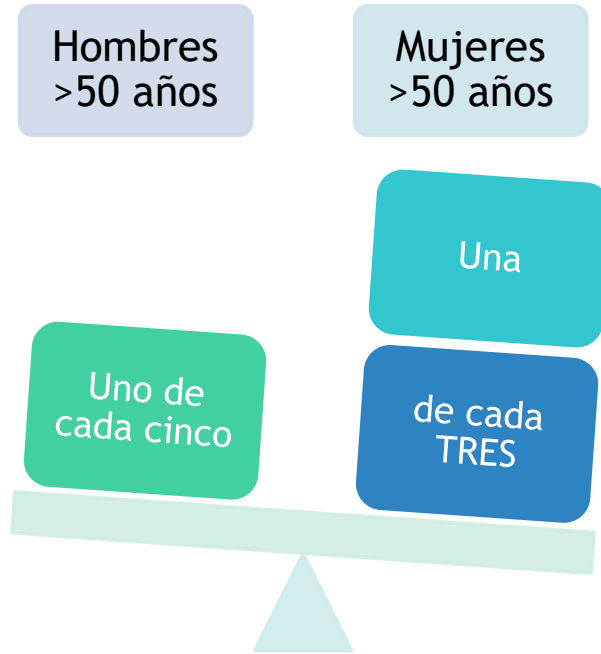 Hombres
>50 años
Mujeres
>50 años
Una
de cada
TRES
Uno de
cada cinco